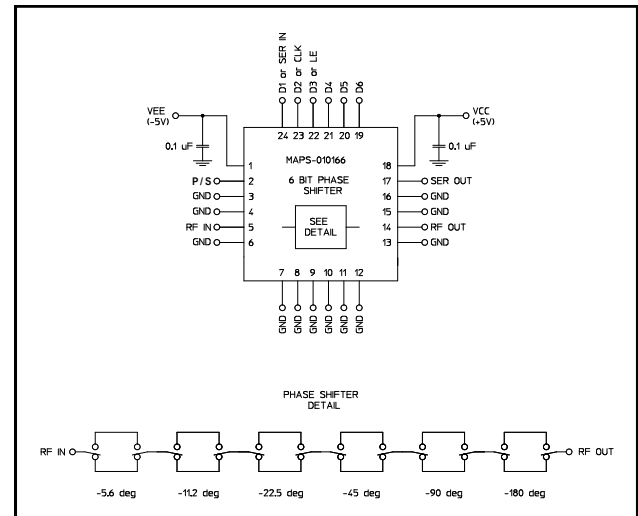 D1 or SER IN
D2 or CLK
D3 or LE
D4
D5
D6
VEE
(-5V)
VCC
(+5V)
24 23 22 21 20 19
0.1 uF
0.1 uF
MAPS-010166
6 BIT PHASE
SHIFTER
SEE
DETAIL
1
P/S 2
GND 3
GND 4
RF IN 5
GND 6
18
17 SER OUT
16 GND
15 GND
14 RF OUT
13 GND
7 8 9 10 11 12
GND GND GND GND GND GND
PHASE SHIFTER
DETAIL
RF IN
RF OUT
-5.6 deg -11.2 deg -22.5 deg -45 deg -90 deg -180 deg